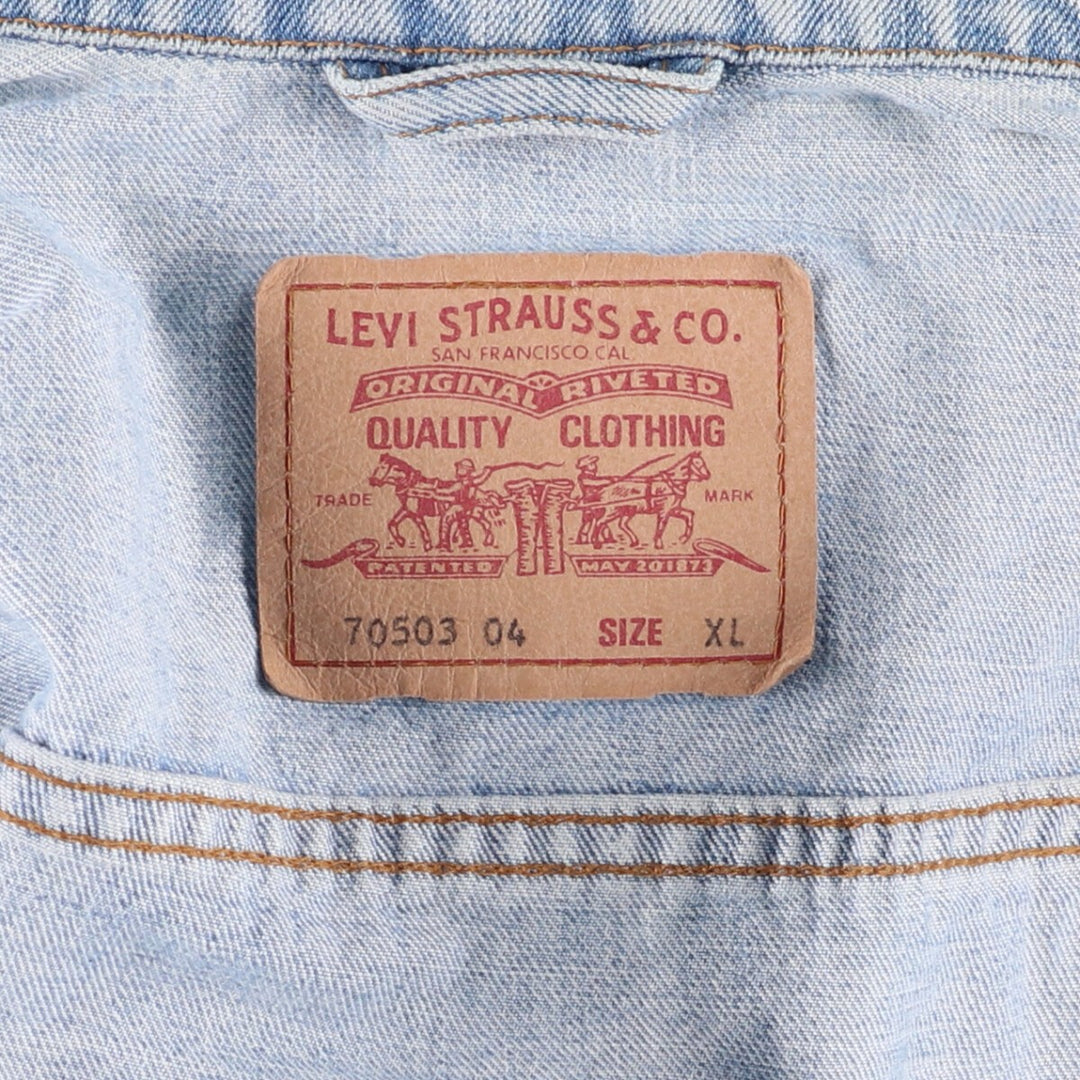 LEVI STRAUSS & CO.
SAN FRANCISCO CAL
ORIGINAL RIVETED
QUALITY CLOTHING
TRADE MARK
PATENTED MAY 20 1873
70503 04 SIZE XL